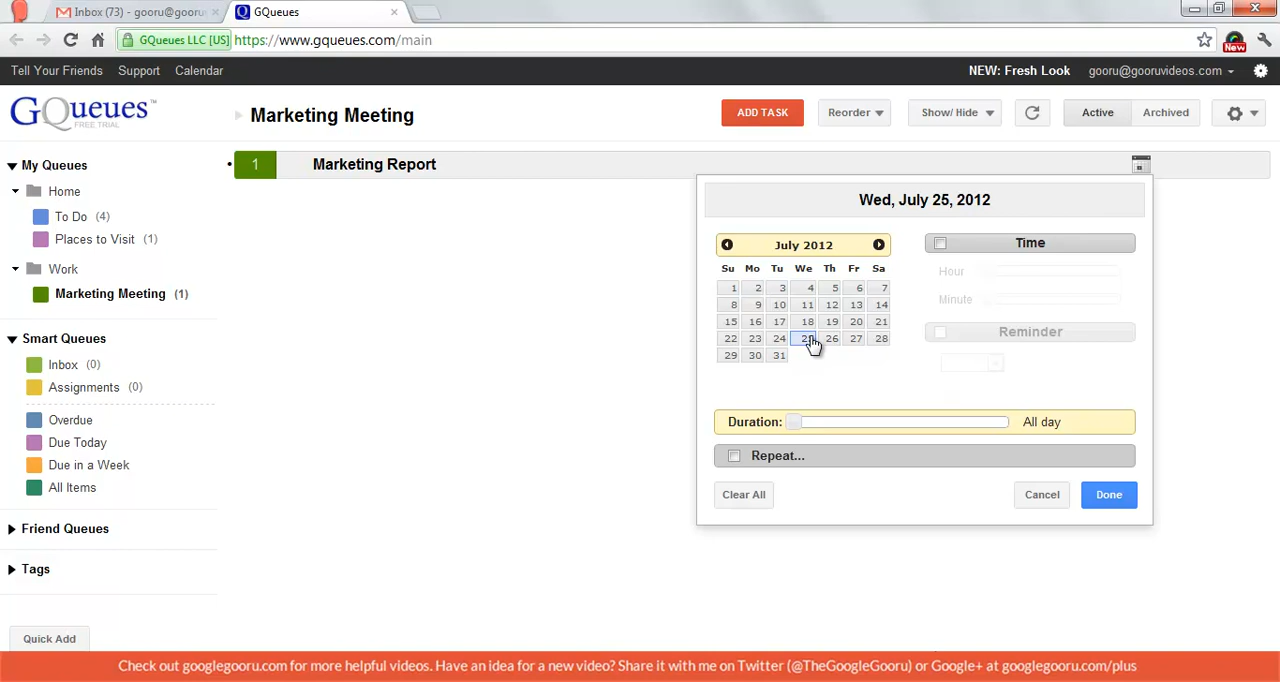 Inbox (73) - gooru@gooru
GQueues
GQueues LLC [US] https://www.gqueues.com/main
New
Tell Your Friends Support Calendar NEW: Fresh Look gooru@gooruvideos.com
GQueues™ FREE TRIAL
Marketing Meeting ADD TASK Reorder Show/ Hide Active Archived
My Queues
Home
To Do (4)
Places to Visit (1)
Work
Marketing Meeting (1)
Smart Queues
Inbox (0)
Assignments (0)
Overdue
Due Today
Due in a Week
All Items
Friend Queues
Tags
Quick Add
1 Marketing Report
Wed, July 25, 2012
July 2012
Su Mo Tu We Th Fr Sa
1 2 3 4 5 6 7
8 9 10 11 12 13 14
15 16 17 18 19 20 21
22 23 24 25 26 27 28
29 30 31
Time
Hour
Minute
Reminder
Duration: All day
Repeat...
Clear All Cancel Done
Check out googlegooru.com for more helpful videos. Have an idea for a new video? Share it with me on Twitter (@TheGoogleGooru) or Google+ at googlegooru.com/plus